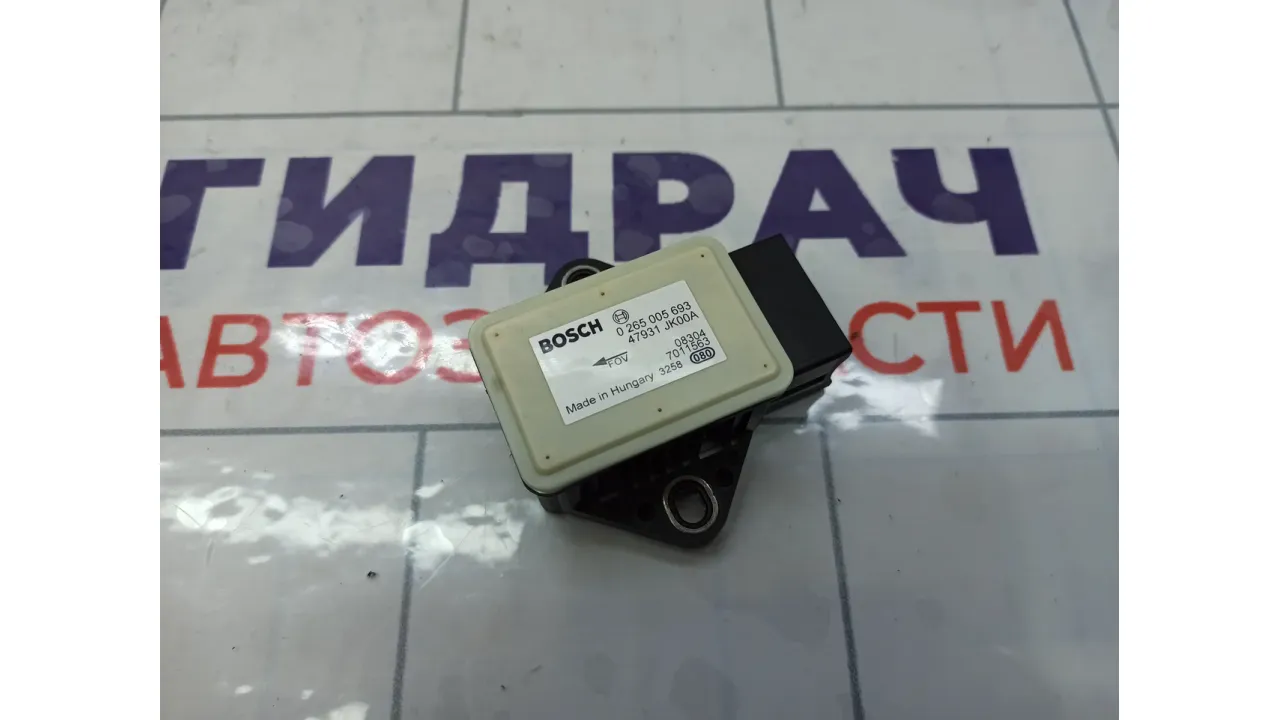 ГИДРАЧ
АВТОЗ
СТИ
BOSCH
0 265 005 693
47931 JK00A
FOV
08304
7011563
Made in Hungary 3258 080